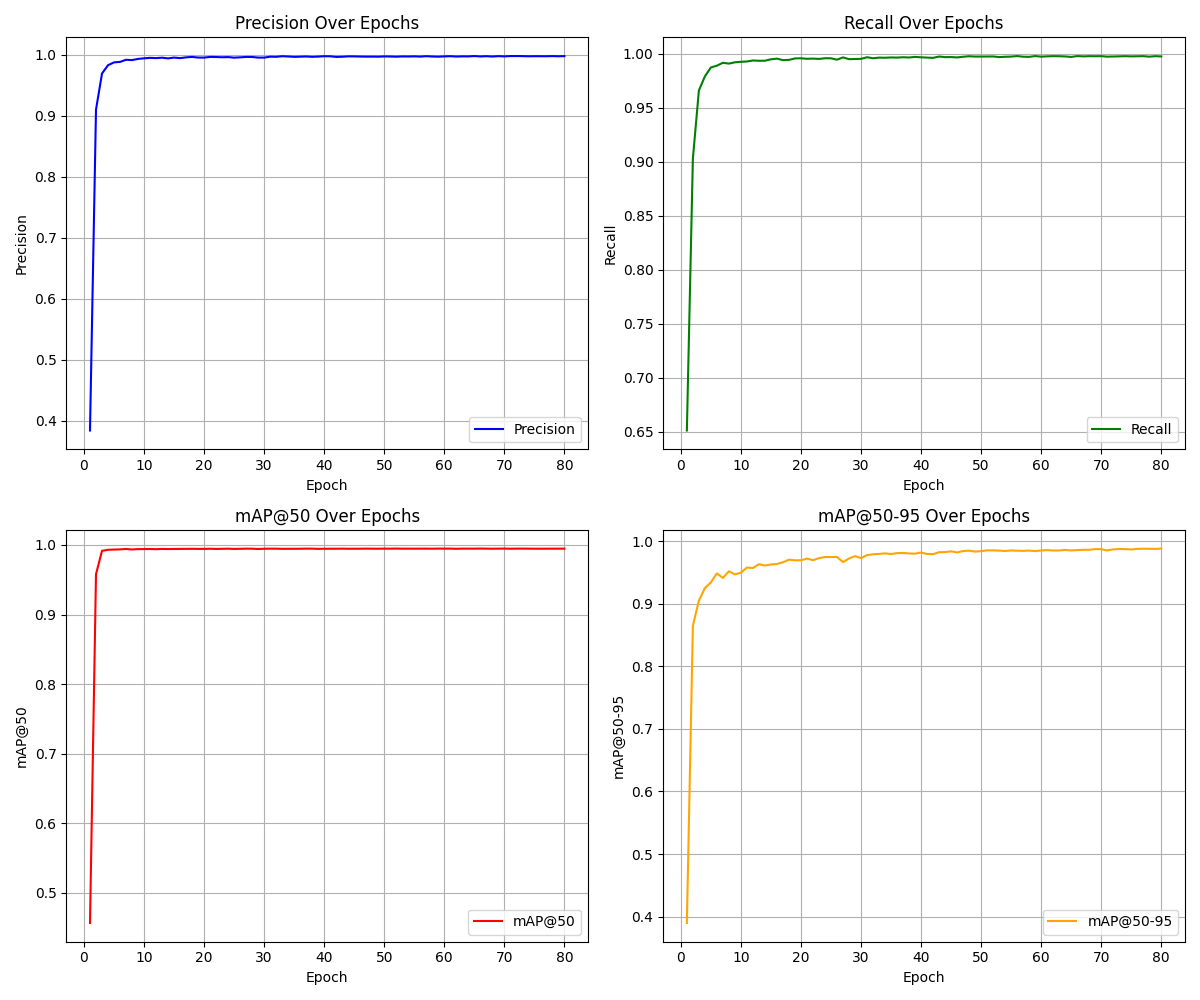 Precision Over Epochs
1.0
0.9
0.8
0.7
0.6
0.5
0.4
Precision
Precision
0 10 20 30 40 50 60 70 80
Epoch
Recall Over Epochs
1.00
0.95
0.90
0.85
0.80
0.75
0.70
0.65
Recall
Recall
0 10 20 30 40 50 60 70 80
Epoch
mAP@50 Over Epochs
1.0
0.9
0.8
0.7
0.6
0.5
mAP@50
mAP@50
0 10 20 30 40 50 60 70 80
Epoch
mAP@50-95 Over Epochs
1.0
0.9
0.8
0.7
0.6
0.5
0.4
mAP@50-95
mAP@50-95
0 10 20 30 40 50 60 70 80
Epoch